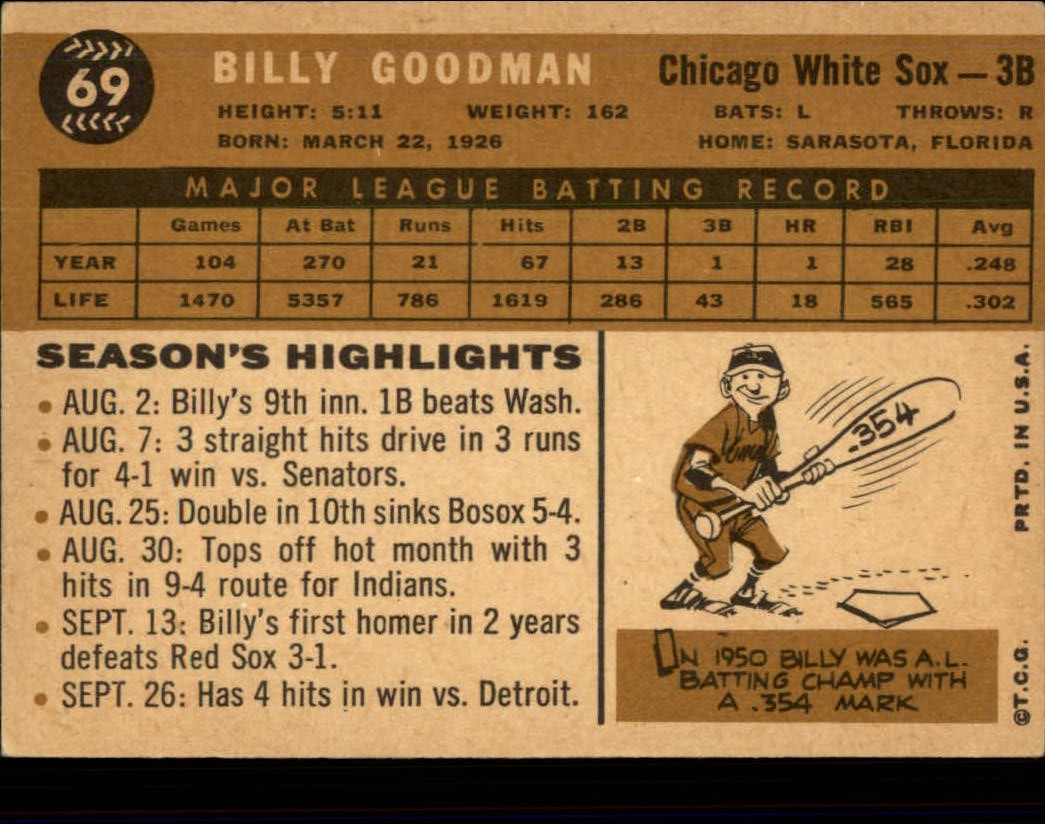 69
BILLY GOODMAN
Chicago White Sox — 3B
HEIGHT: 5:11 WEIGHT: 162 BATS: L THROWS: R
BORN: MARCH 22, 1926 HOME: SARASOTA, FLORIDA
MAJOR LEAGUE BATTING RECORD
Games At Bat Runs Hits 2B 3B HR RBI Avg
YEAR 104 270 21 67 13 1 1 28 .248
LIFE 1470 5357 786 1619 286 43 18 565 .302
SEASON'S HIGHLIGHTS
• AUG. 2: Billy's 9th inn. 1B beats Wash.
• AUG. 7: 3 straight hits drive in 3 runs
for 4-1 win vs. Senators.
• AUG. 25: Double in 10th sinks Bosox 5-4.
• AUG. 30: Tops off hot month with 3
hits in 9-4 route for Indians.
• SEPT. 13: Billy's first homer in 2 years
defeats Red Sox 3-1.
• SEPT. 26: Has 4 hits in win vs. Detroit.
.354
IN 1950 BILLY WAS A.L.
BATTING CHAMP WITH
A .354 MARK
PRTD. IN U.S.A.
©T.C.G.